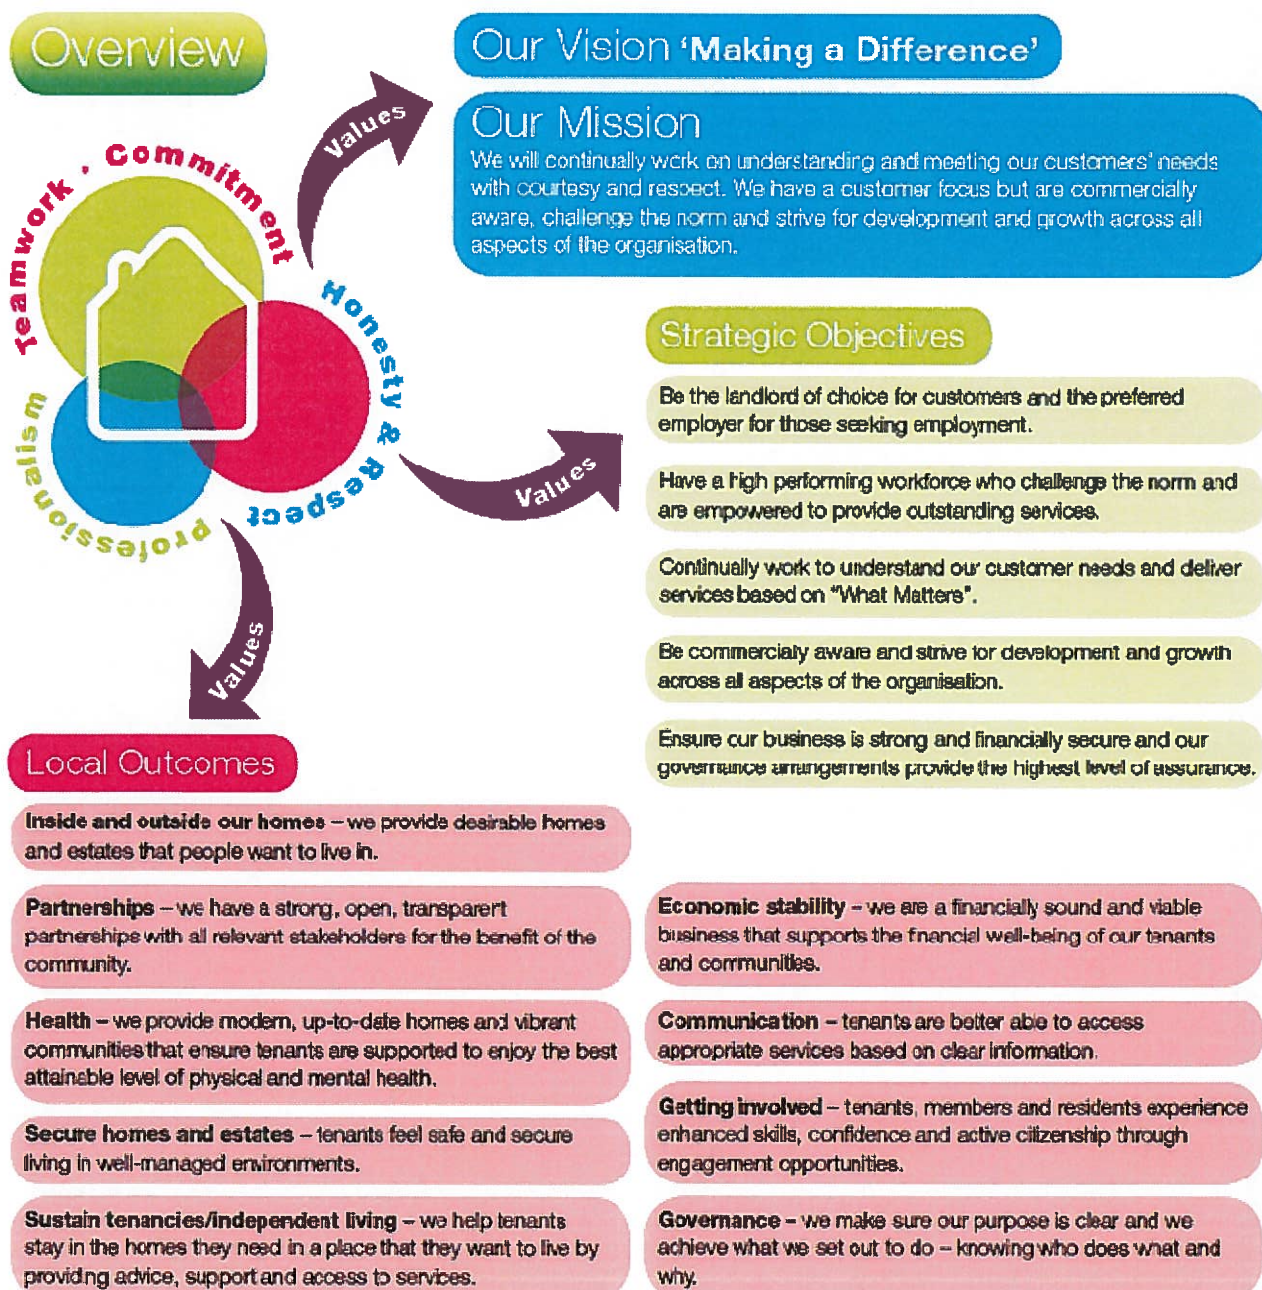 Overview
Our Vision 'Making a Difference'
Our Mission
We will continually work on understanding and meeting our customers' needs
with courtesy and respect. We have a customer focus but are commercially
aware, challenge the norm and strive for development and growth across all
aspects of the organisation.
Teamwork · Commitment
Honesty & Respect
Professionalism
Values
Values
Values
Strategic Objectives
Be the landlord of choice for customers and the preferred
employer for those seeking employment.
Have a high performing workforce who challenge the norm and
are empowered to provide outstanding services.
Continually work to understand our customer needs and deliver
services based on "What Matters".
Be commercialy aware and strive for development and growth
across all aspects of the organisation.
Ensure our business is strong and financially secure and our
governance arrangements provide the highest level of assurance.
Local Outcomes
Inside and outside our homes – we provide desirable homes
and estates that people want to live in.
Partnerships – we have a strong, open, transparent
partnerships with all relevant stakeholders for the benefit of the
community.
Health – we provide modern, up-to-date homes and vibrant
communities that ensure tenants are supported to enjoy the best
attainable level of physical and mental health.
Secure homes and estates – tenants feel safe and secure
living in well-managed environments.
Sustain tenancies/independent living – we help tenants
stay in the homes they need in a place that they want to live by
providing advice, support and access to services.
Economic stability – we are a financially sound and viable
business that supports the financial well-being of our tenants
and communities.
Communication – tenants are better able to access
appropriate services based on clear information.
Getting involved – tenants, members and residents experience
enhanced skills, confidence and active citizenship through
engagement opportunities.
Governance – we make sure our purpose is clear and we
achieve what we set out to do – knowing who does what and
why.